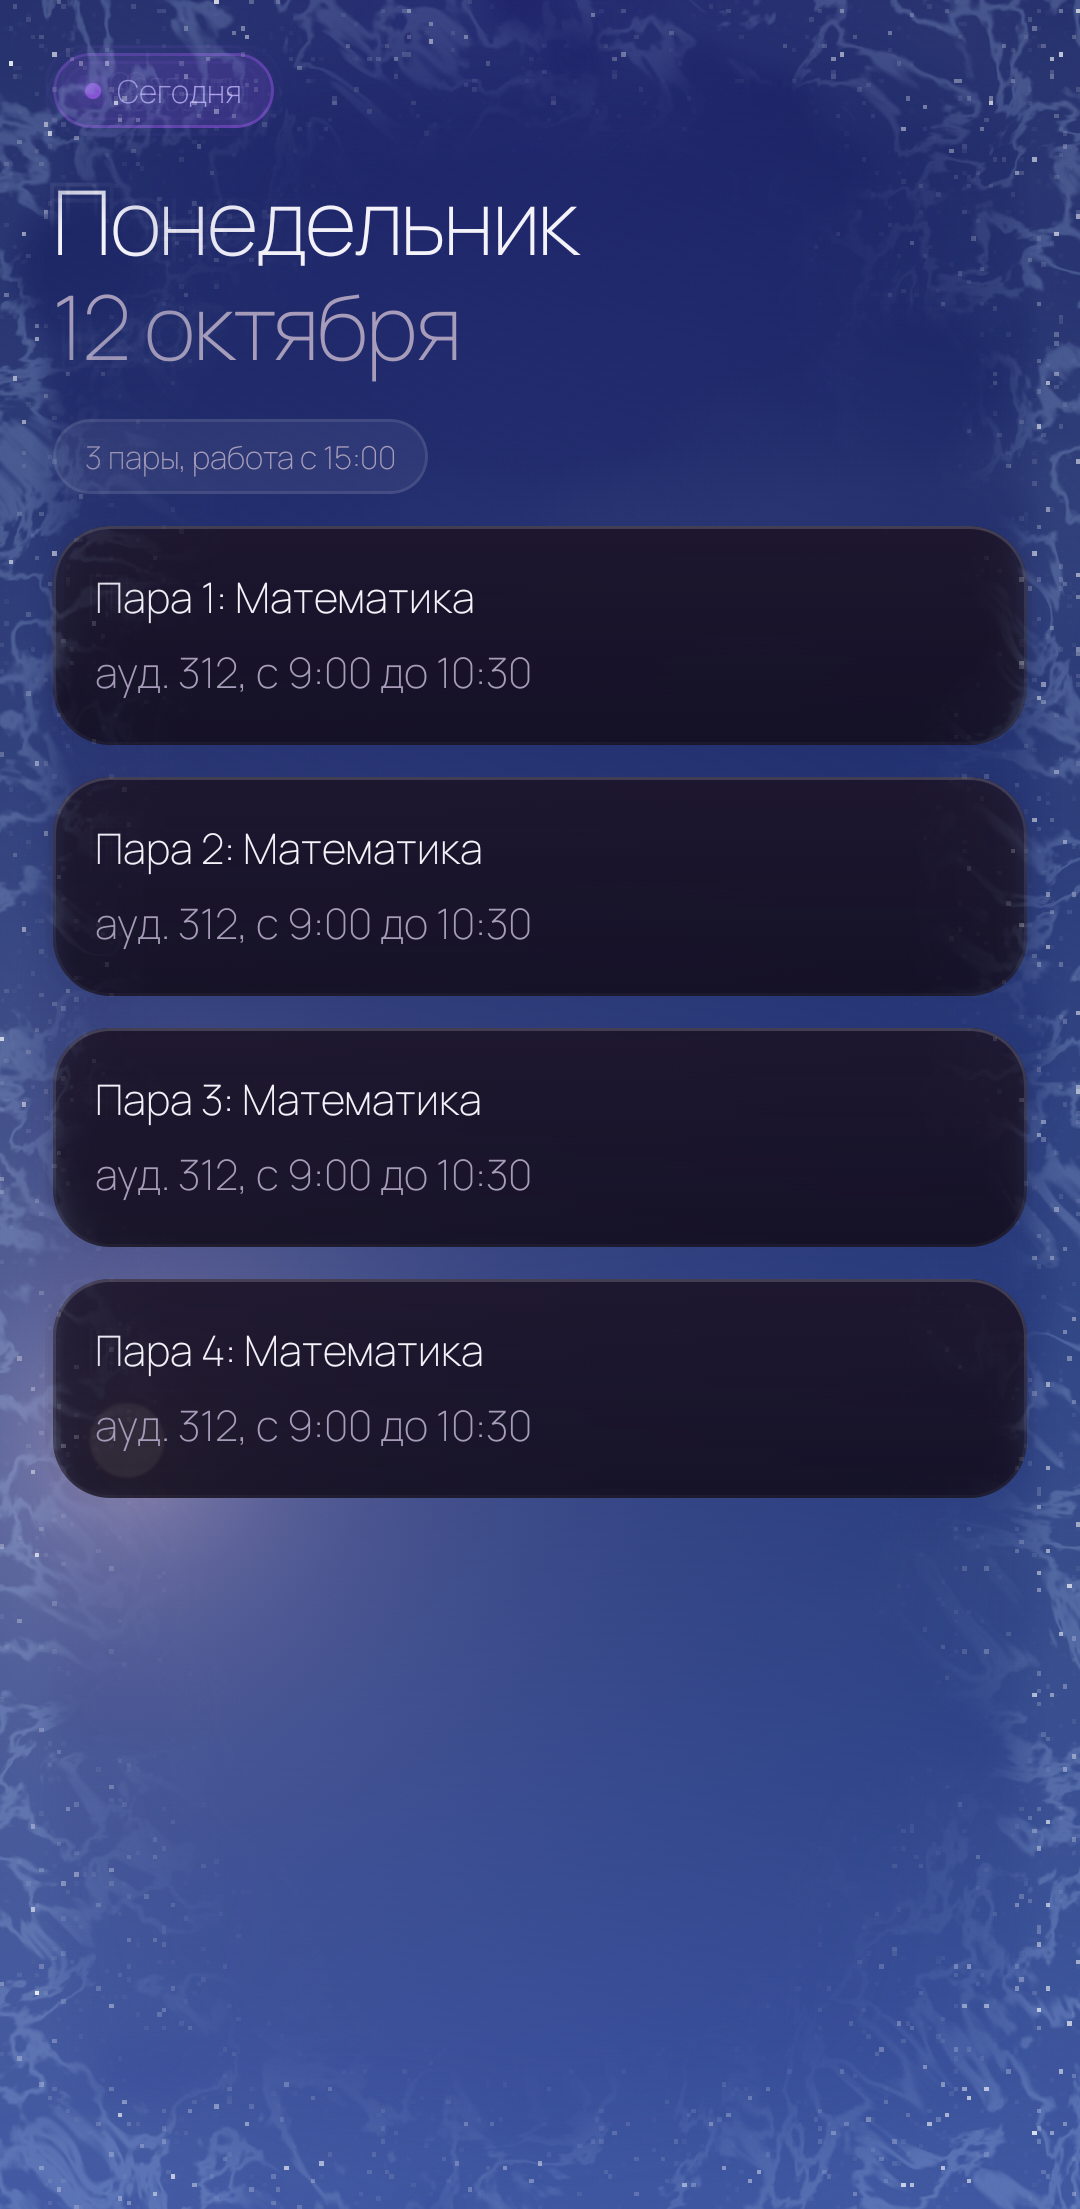 Сегодня
Понедельник
12 октября
3 пары, работа с 15:00
Пара 1: Математика
ауд. 312, с 9:00 до 10:30
Пара 2: Математика
ауд. 312, с 9:00 до 10:30
Пара 3: Математика
ауд. 312, с 9:00 до 10:30
Пара 4: Математика
ауд. 312, с 9:00 до 10:30